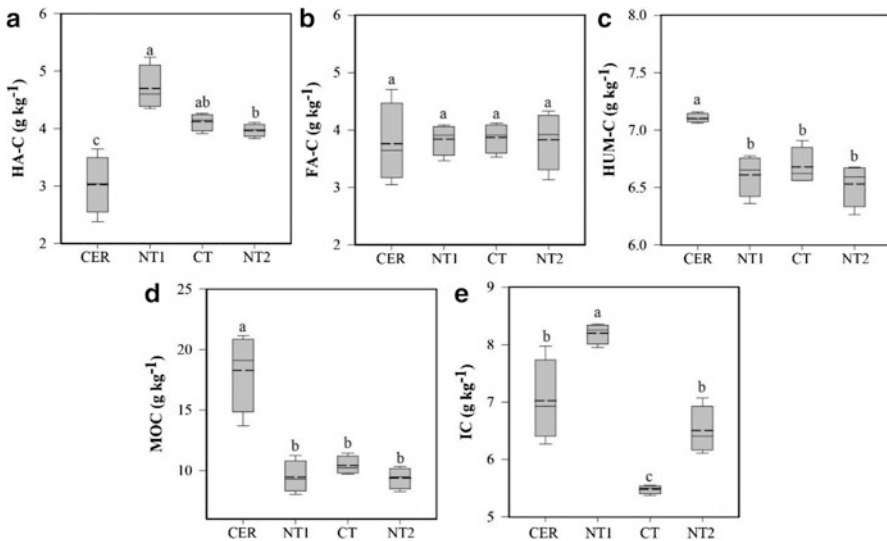 a
HA-C (g kg-1)
6
5
4
3
2
c
a
ab
b
CER NT1 CT NT2
b
FA-C (g kg-1)
6
5
4
3
2
a
a
a
a
CER NT1 CT NT2
c
HUM-C (g kg-1)
8.0
7.5
7.0
6.5
6.0
a
b
b
b
CER NT1 CT NT2
d
MOC (g kg-1)
25
20
15
10
a
b
b
b
CER NT1 CT NT2
e
IC (g kg-1)
9
8
7
6
5
b
a
c
b
CER NT1 CT NT2